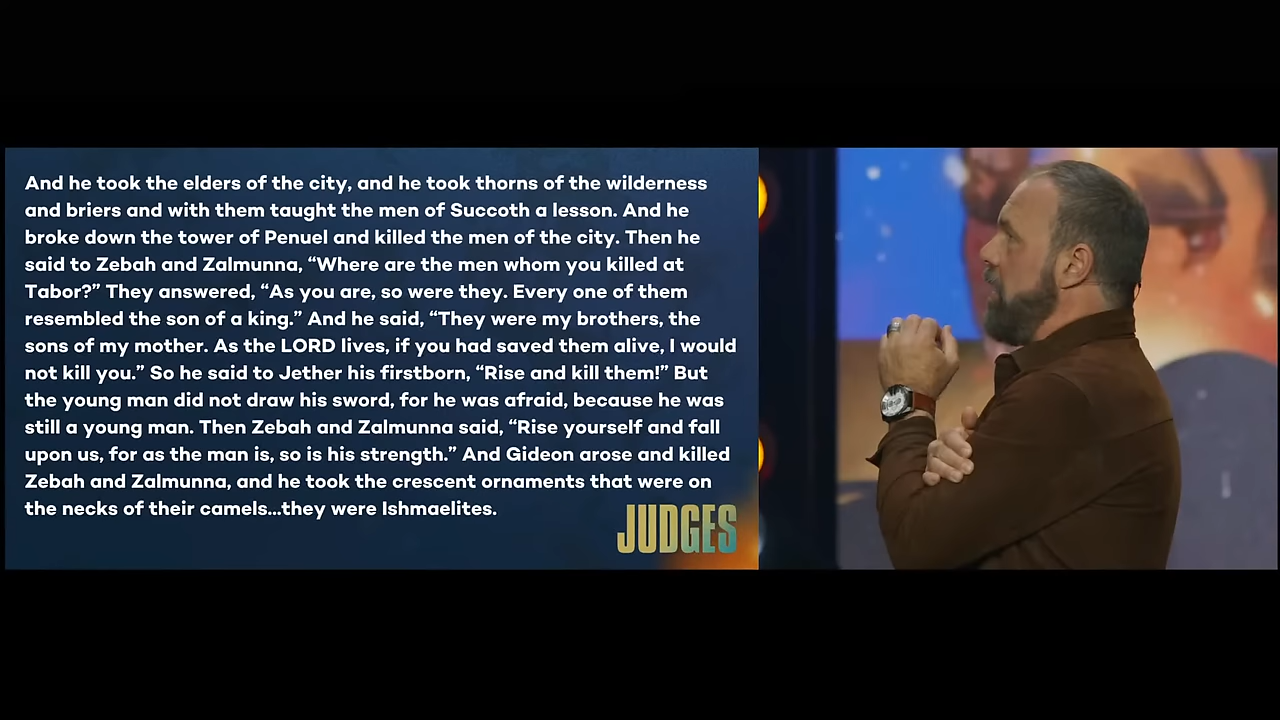 And he took the elders of the city, and he took thorns of the wilderness
and briers and with them taught the men of Succoth a lesson. And he
broke down the tower of Penuel and killed the men of the city. Then he
said to Zebah and Zalmunna, “Where are the men whom you killed at
Tabor?” They answered, “As you are, so were they. Every one of them
resembled the son of a king.” And he said, “They were my brothers, the
sons of my mother. As the LORD lives, if you had saved them alive, I would
not kill you.” So he said to Jether his firstborn, “Rise and kill them!” But
the young man did not draw his sword, for he was afraid, because he was
still a young man. Then Zebah and Zalmunna said, “Rise yourself and fall
upon us, for as the man is, so is his strength.” And Gideon arose and killed
Zebah and Zalmunna, and he took the crescent ornaments that were on
the necks of their camels...they were Ishmaelites.
JUDGES